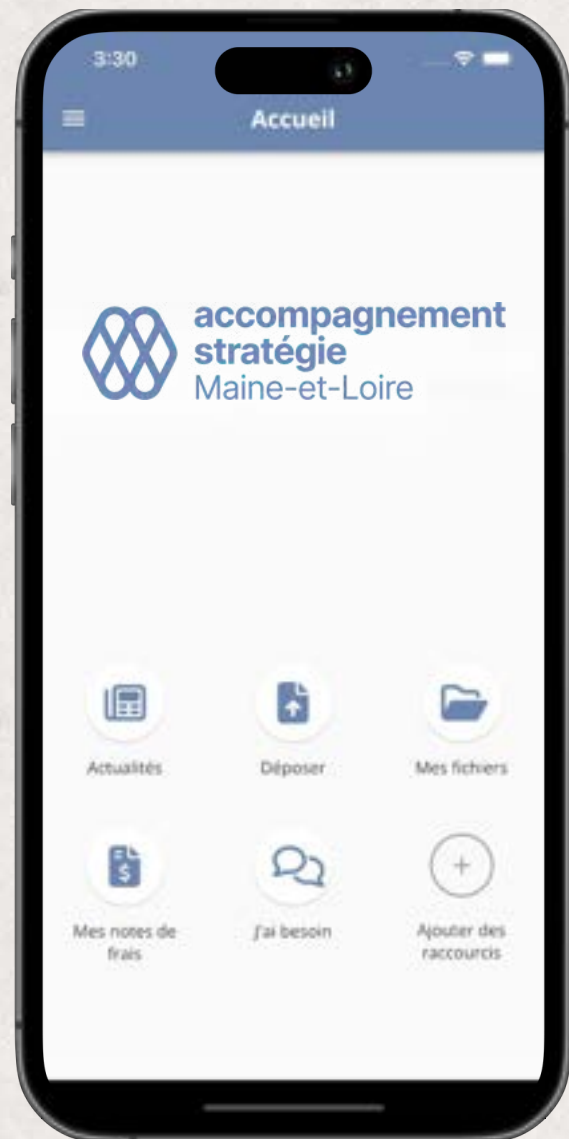 3:30
Accueil
accompagnement
stratégie
Maine-et-Loire
Actualités
Déposer
Mes fichiers
Mes notes de
frais
J'ai besoin
Ajouter des
raccourcis